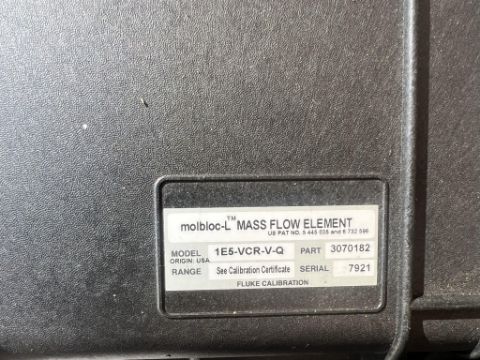 molbloc-L™ MASS FLOW ELEMENT
US PAT NO. 5 445 035 and 6 732 596
MODEL 1E5-VCR-V-Q PART 3070182
ORIGIN: USA
RANGE See Calibration Certificate SERIAL 7921
FLUKE CALIBRATION